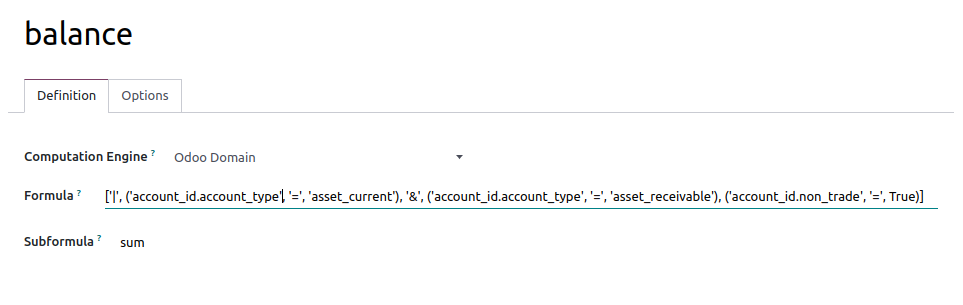 balance
Definition Options
Computation Engine ? Odoo Domain
Formula ? ['|', ('account_id.account_type', '=', 'asset_current'), '&', ('account_id.account_type', '=', 'asset_receivable'), ('account_id.non_trade', '=', True)]
Subformula ? sum